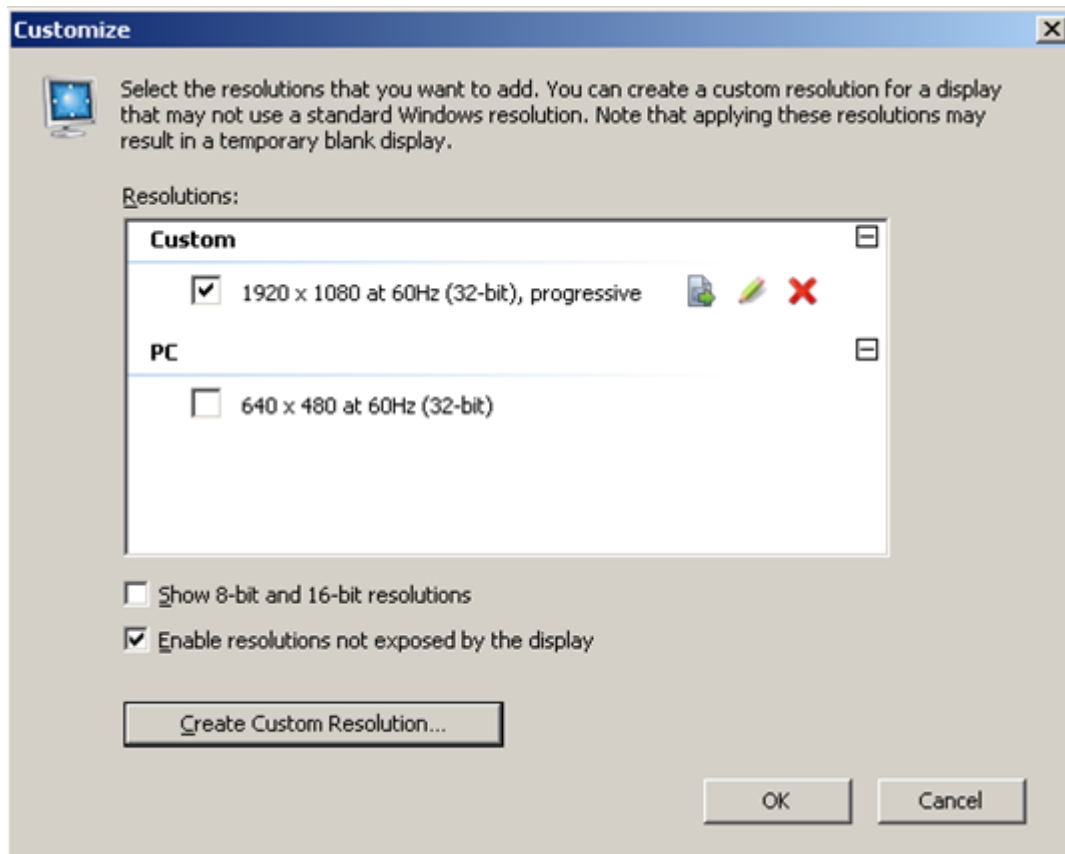 Customize
Select the resolutions that you want to add. You can create a custom resolution for a display
that may not use a standard Windows resolution. Note that applying these resolutions may
result in a temporary blank display.
Resolutions:
Custom
1920 x 1080 at 60Hz (32-bit), progressive
PC
640 x 480 at 60Hz (32-bit)
Show 8-bit and 16-bit resolutions
Enable resolutions not exposed by the display
Create Custom Resolution...
OK Cancel